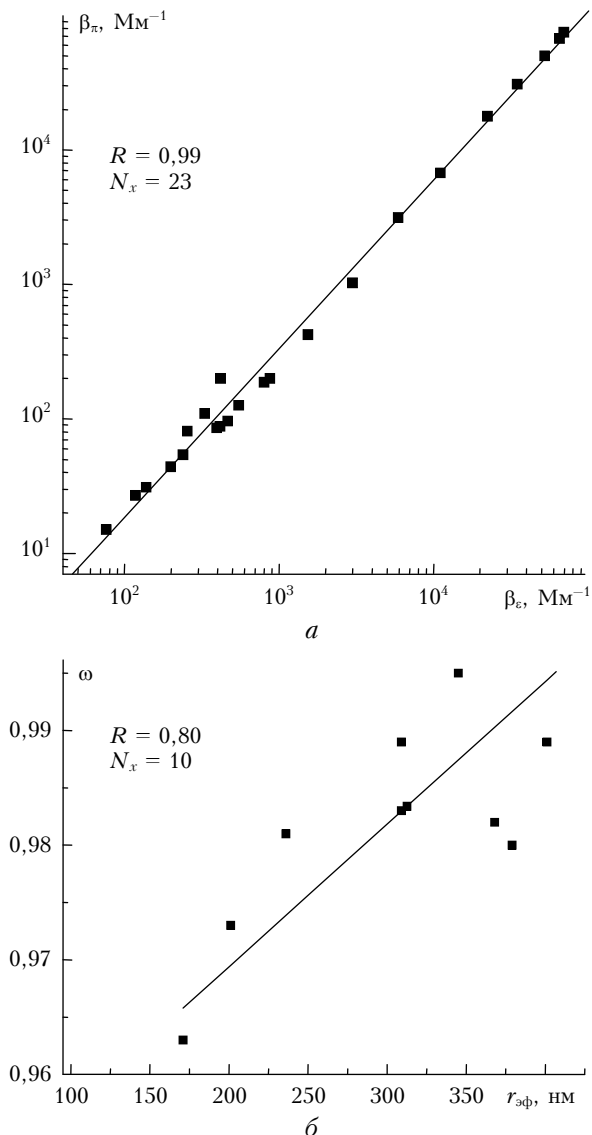 β_π, Мм⁻¹
10⁴
R = 0,99
N_x = 23
10³
10²
10¹
10² 10³ 10⁴ β_ε, Мм⁻¹
а
ω
0,99
R = 0,80
N_x = 10
0,98
0,97
0,96
100 150 200 250 300 350 r_эф, нм
б